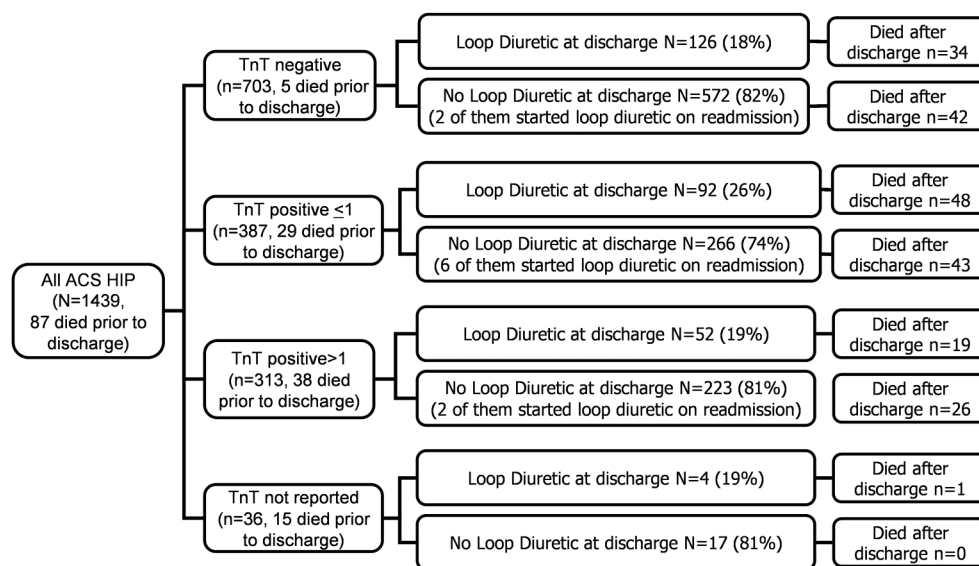 All ACS HIP
(N=1439,
87 died prior to
discharge)
TnT negative
(n=703, 5 died prior
to discharge)
Loop Diuretic at discharge N=126 (18%)
Died after
discharge n=34
No Loop Diuretic at discharge N=572 (82%)
(2 of them started loop diuretic on readmission)
Died after
discharge n=42
TnT positive ≤1
(n=387, 29 died prior
to discharge)
Loop Diuretic at discharge N=92 (26%)
Died after
discharge n=48
No Loop Diuretic at discharge N=266 (74%)
(6 of them started loop diuretic on readmission)
Died after
discharge n=43
TnT positive>1
(n=313, 38 died
prior to discharge)
Loop Diuretic at discharge N=52 (19%)
Died after
discharge n=19
No Loop Diuretic at discharge N=223 (81%)
(2 of them started loop diuretic on readmission)
Died after
discharge n=26
TnT not reported
(n=36, 15 died prior
to discharge)
Loop Diuretic at discharge N=4 (19%)
Died after
discharge n=1
No Loop Diuretic at discharge N=17 (81%)
Died after
discharge n=0